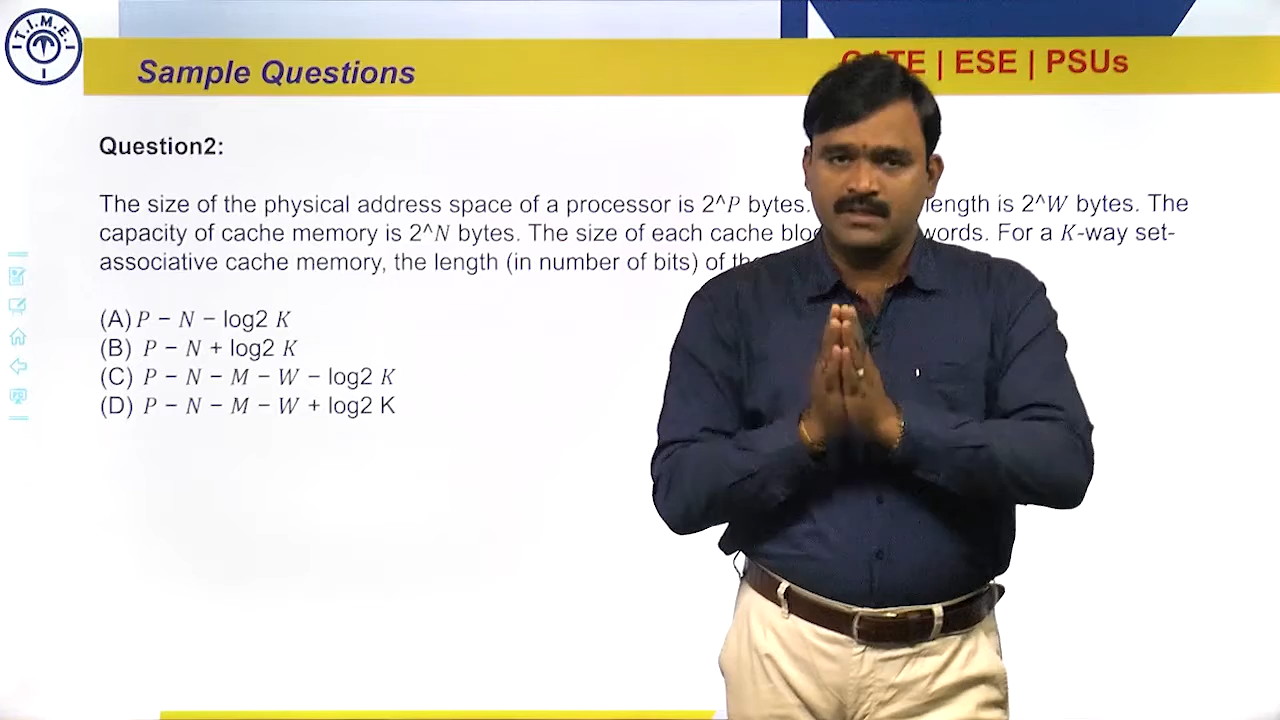 I.T.I.M.E.I
Sample Questions
GATE | ESE | PSUs
Question2:
The size of the physical address space of a processor is 2^P bytes. length is 2^W bytes. The
capacity of cache memory is 2^N bytes. The size of each cache words. For a K-way set-
associative cache memory, the length (in number of bits) of
(A) P − N − log2 K
(B) P − N + log2 K
(C) P − N − M − W − log2 K
(D) P − N − M − W + log2 K